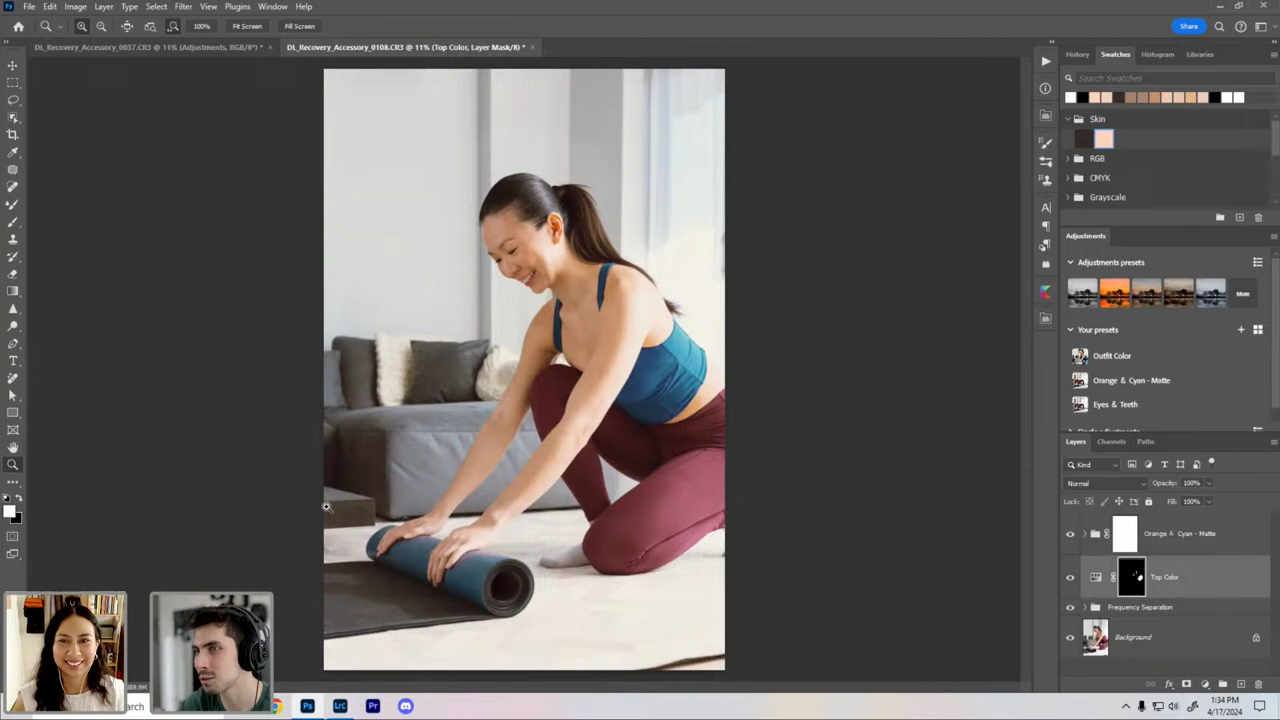 File Edit Image Layer Type Select Filter View Plugins Window Help
100% Fit Screen Fill Screen Share
DL_Recovery_Accessory_0037.CR3 @ 11% (Adjustments, RGB/8*) * × DL_Recovery_Accessory_0108.CR3 @ 11% (Top Color, Layer Mask/8) * ×
History Swatches Histogram Libraries
Search Swatches
Skin
RGB
CMYK
Grayscale
Adjustments
Adjustments presets
More
Your presets
Outfit Color
Orange & Cyan - Matte
Eyes & Teeth
Layers Channels Paths
Kind
Normal Opacity: 100%
Lock: Fill: 100%
Orange & Cyan - Matte
Top Color
Frequency Separation
Background
Ps Lrc Pr
1:34 PM
4/17/2024